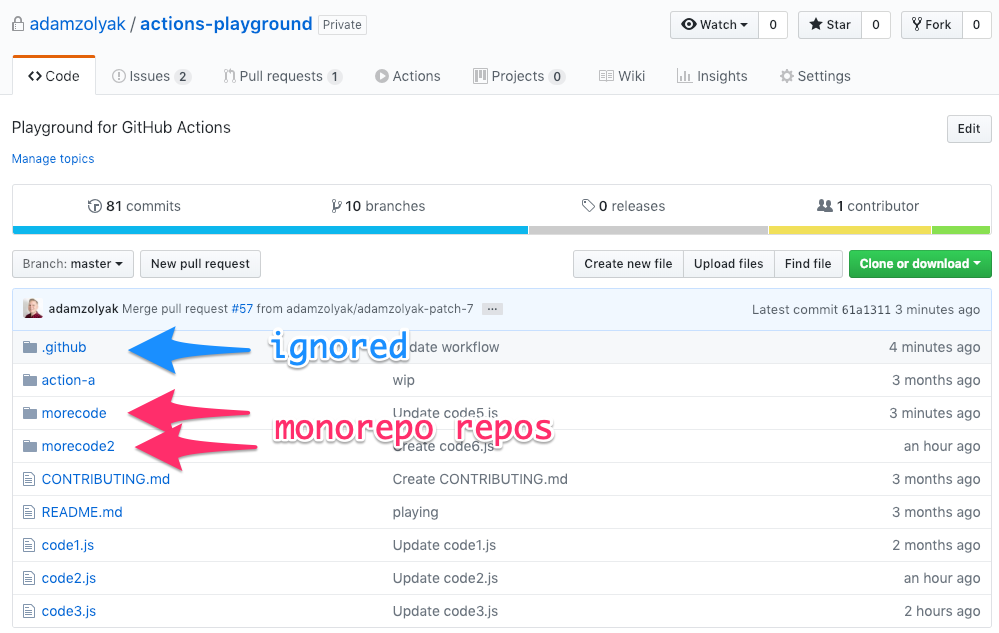 adamzolyak / actions-playground Private Watch 0 Star 0 Fork 0
Code Issues 2 Pull requests 1 Actions Projects 0 Wiki Insights Settings
Playground for GitHub Actions Edit
Manage topics
81 commits 10 branches 0 releases 1 contributor
Branch: master New pull request Create new file Upload files Find file Clone or download
adamzolyak Merge pull request #57 from adamzolyak/adamzolyak-patch-7 ... Latest commit 61a1311 3 minutes ago
.github ignored workflow 4 minutes ago
action-a wip 3 months ago
morecode Update code5.js 3 minutes ago
monorepo repos
morecode2 Create code6.js an hour ago
CONTRIBUTING.md Create CONTRIBUTING.md 3 months ago
README.md playing 3 months ago
code1.js Update code1.js 2 months ago
code2.js Update code2.js an hour ago
code3.js Update code3.js 2 hours ago